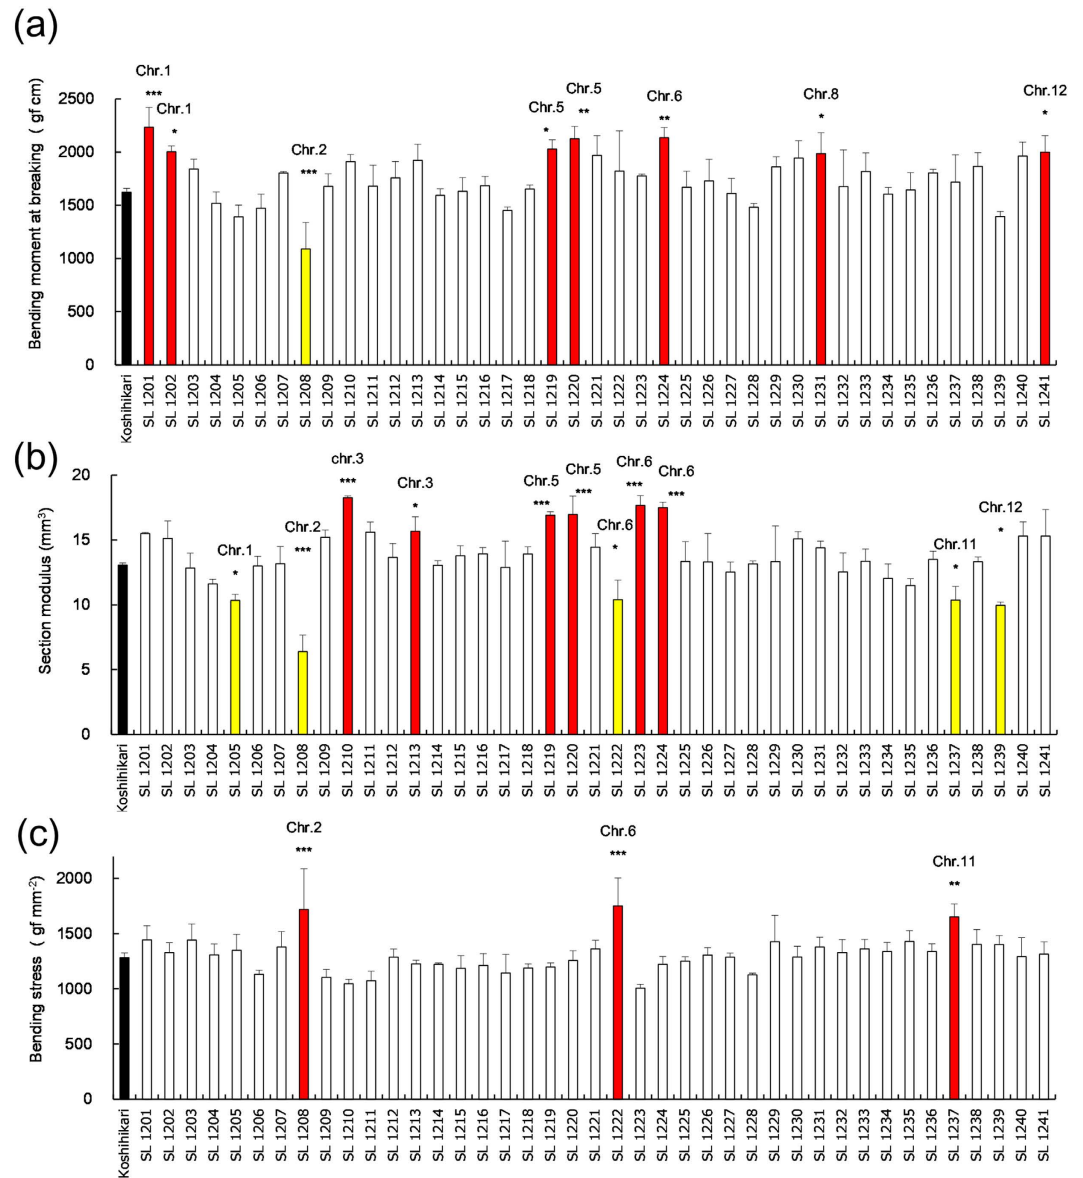 (a)
Chr.1
***
Chr.1
*
Chr.2
***
Chr.5
*
Chr.5
**
Chr.6
**
Chr.8
*
Chr.12
*
Bending moment at breaking ( gf cm)
2500
2000
1500
1000
500
0
Koshihikari
SL 1201
SL 1202
SL 1203
SL 1204
SL 1205
SL 1206
SL 1207
SL 1208
SL 1209
SL 1210
SL 1211
SL 1212
SL 1213
SL 1214
SL 1215
SL 1216
SL 1217
SL 1218
SL 1219
SL 1220
SL 1221
SL 1222
SL 1223
SL 1224
SL 1225
SL 1226
SL 1227
SL 1228
SL 1229
SL 1230
SL 1231
SL 1232
SL 1233
SL 1234
SL 1235
SL 1236
SL 1237
SL 1238
SL 1239
SL 1240
SL 1241
(b)
Chr.1
*
Chr.2
***
chr.3
***
Chr.3
*
Chr.5
***
Chr.5
***
Chr.6
*
Chr.6
***
Chr.6
***
Chr.11
*
Chr.12
*
Section modulus (mm³)
20
15
10
5
0
Koshihikari
SL 1201
SL 1202
SL 1203
SL 1204
SL 1205
SL 1206
SL 1207
SL 1208
SL 1209
SL 1210
SL 1211
SL 1212
SL 1213
SL 1214
SL 1215
SL 1216
SL 1217
SL 1218
SL 1219
SL 1220
SL 1221
SL 1222
SL 1223
SL 1224
SL 1225
SL 1226
SL 1227
SL 1228
SL 1229
SL 1230
SL 1231
SL 1232
SL 1233
SL 1234
SL 1235
SL 1236
SL 1237
SL 1238
SL 1239
SL 1240
SL 1241
(c)
Chr.2
***
Chr.6
***
Chr.11
**
Bending stress ( gf mm⁻²)
2000
1500
1000
500
0
Koshihikari
SL 1201
SL 1202
SL 1203
SL 1204
SL 1205
SL 1206
SL 1207
SL 1208
SL 1209
SL 1210
SL 1211
SL 1212
SL 1213
SL 1214
SL 1215
SL 1216
SL 1217
SL 1218
SL 1219
SL 1220
SL 1221
SL 1222
SL 1223
SL 1224
SL 1225
SL 1226
SL 1227
SL 1228
SL 1229
SL 1230
SL 1231
SL 1232
SL 1233
SL 1234
SL 1235
SL 1236
SL 1237
SL 1238
SL 1239
SL 1240
SL 1241